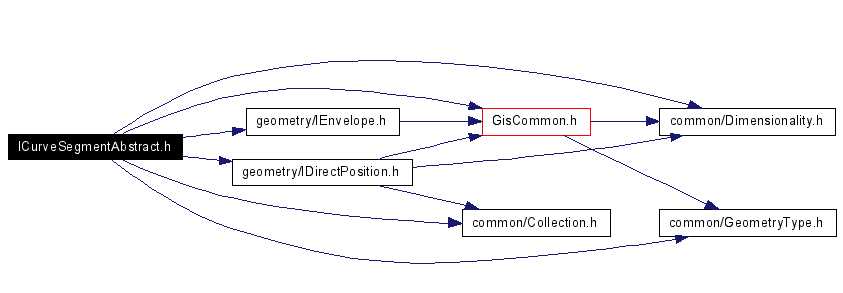 geometry/IEnvelope.h
GisCommon.h
common/Dimensionality.h
ICurveSegmentAbstract.h
geometry/IDirectPosition.h
common/Collection.h
common/GeometryType.h